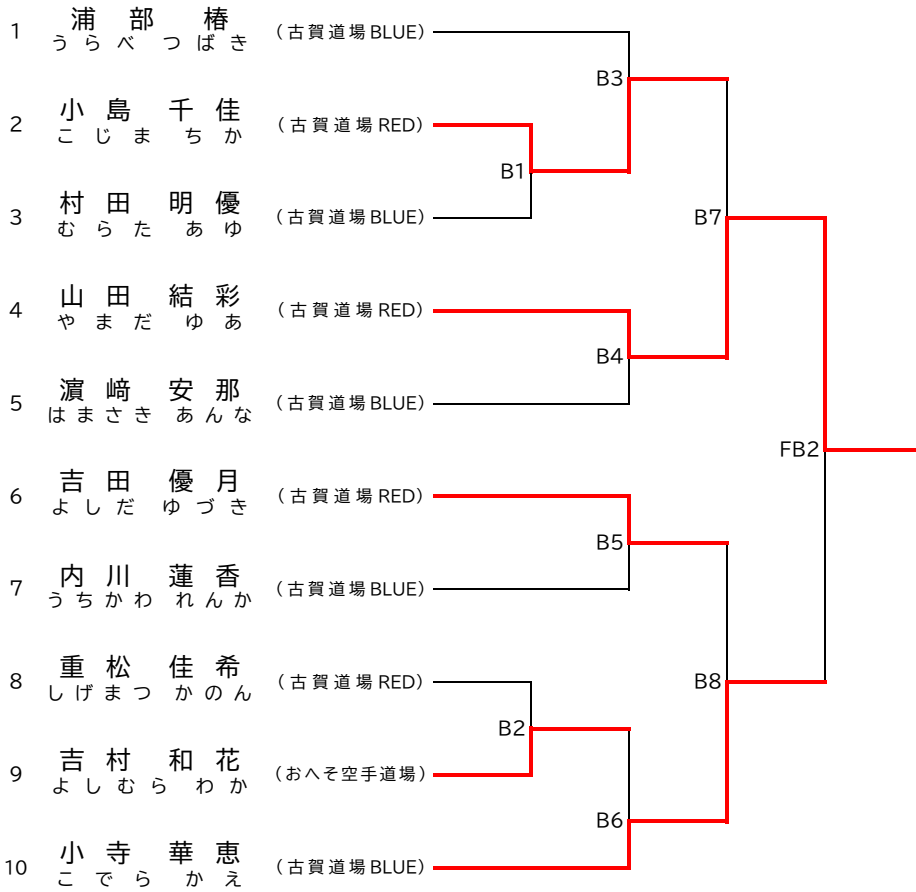 1 浦部 椿 (古賀道場BLUE)
うらべ つばき
B3
2 小島 千佳 (古賀道場RED)
こじま ちか
B1
3 村田 明優 (古賀道場BLUE)
むらた あゆ
B7
4 山田 結彩 (古賀道場RED)
やまだ ゆあ
B4
5 濵﨑 安那 (古賀道場BLUE)
はまさき あんな
FB2
6 吉田 優月 (古賀道場RED)
よしだ ゆづき
B5
7 内川 蓮香 (古賀道場BLUE)
うちかわ れんか
8 重松 佳希 (古賀道場RED)
しげまつ かのん
B8
B2
9 吉村 和花 (おへそ空手道場)
よしむら わか
B6
10 小寺 華恵 (古賀道場BLUE)
こでら かえ